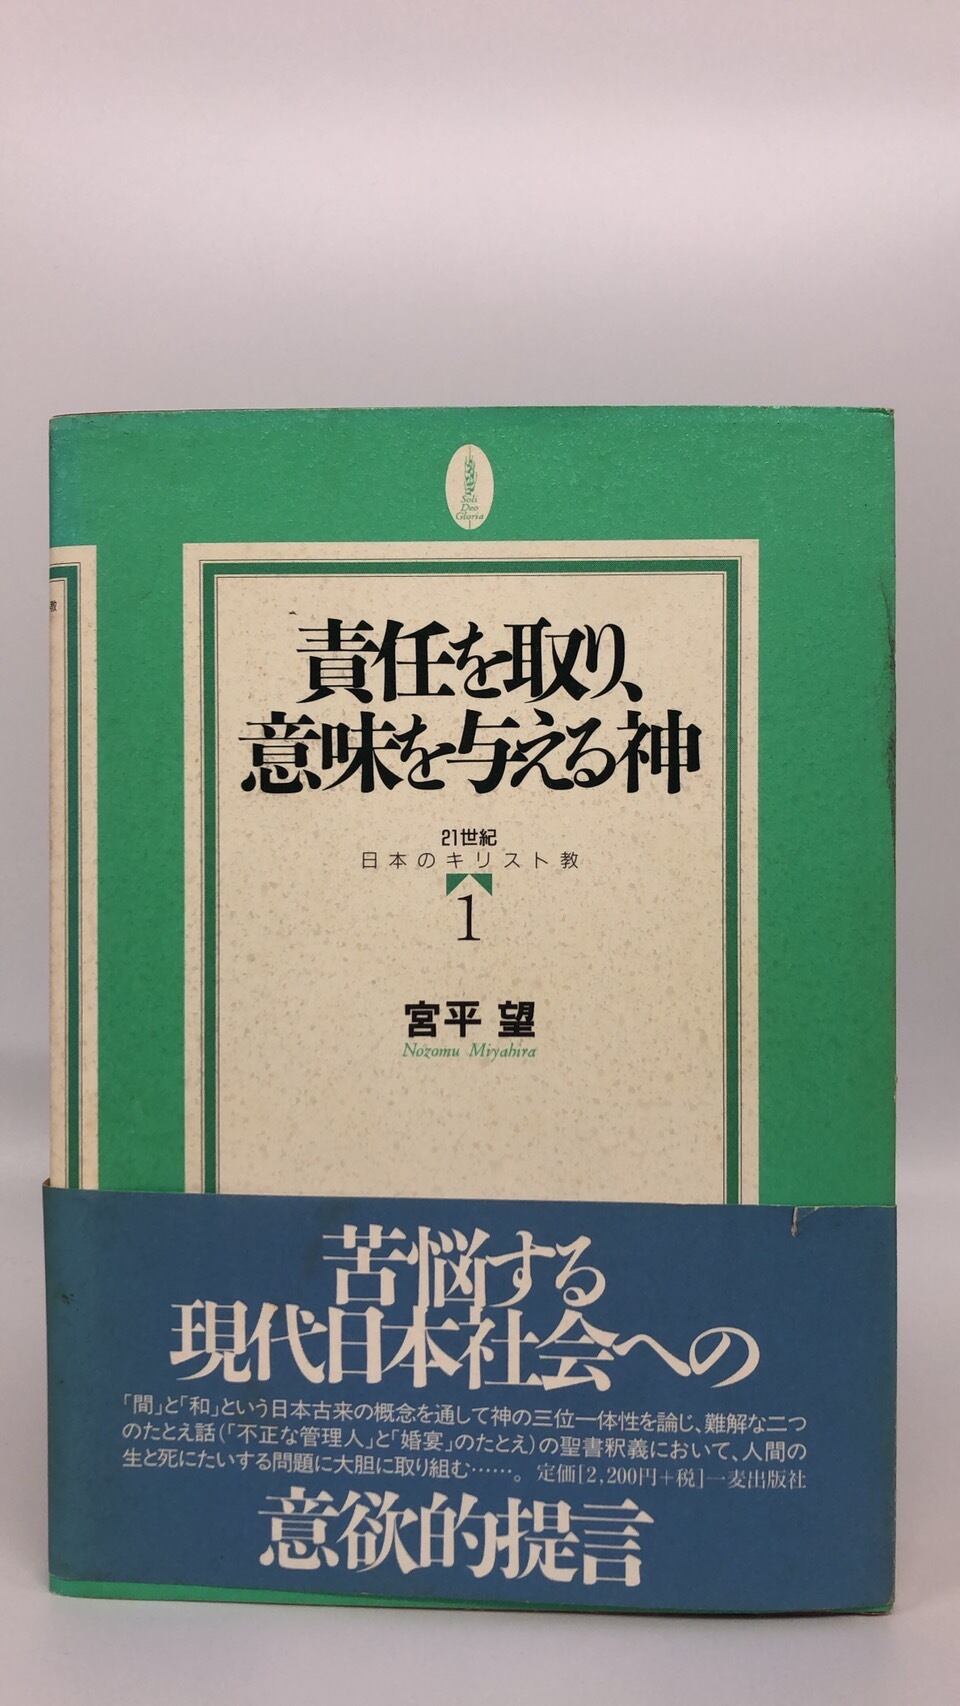 Soli
Deo
Gloria
教
責任を取り、
意味を与える神
21世紀
日本のキリスト教
1
宮平 望
Nozomu Miyahira
苦悩する
現代日本社会への
「間」と「和」という日本古来の概念を通して神の三位一体性を論じ、難解な二つ
のたとえ話(「不正な管理人」と「婚宴」のたとえ)の聖書釈義において、人間の
生と死にたいする問題に大胆に取り組む……。定価[2,200円+税]一麦出版社
意欲的提言